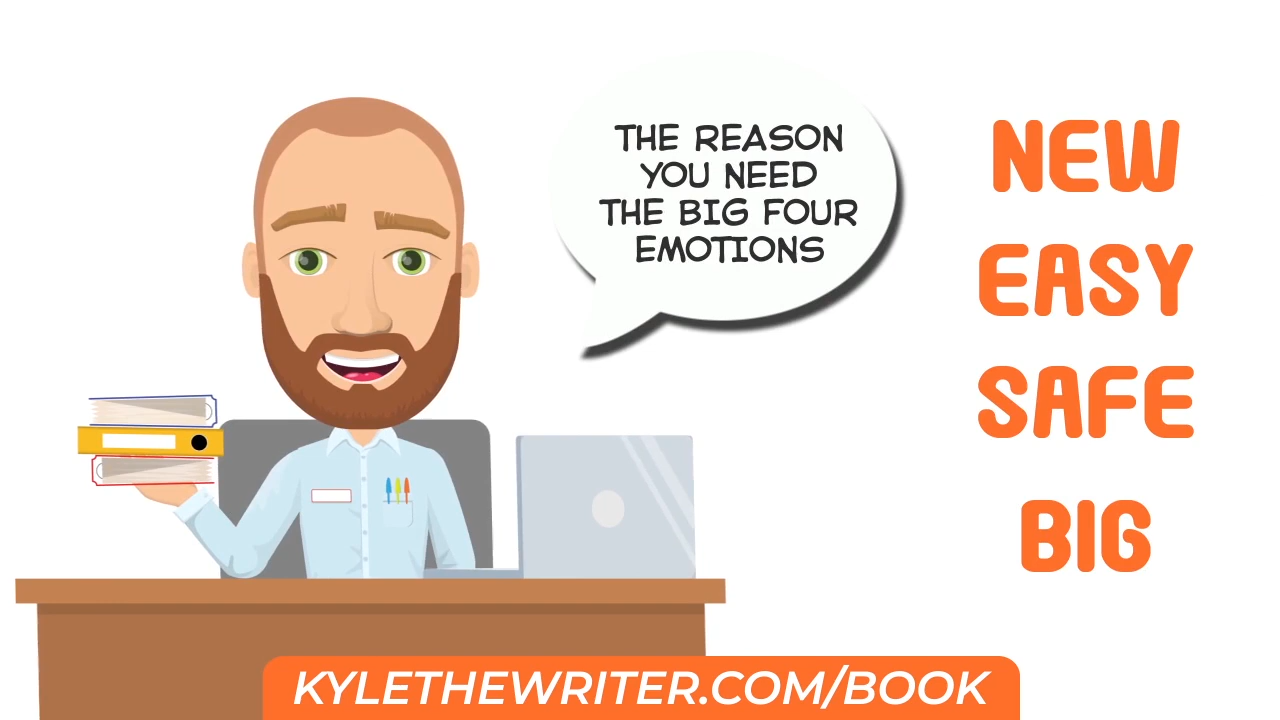 THE REASON
YOU NEED
THE BIG FOUR
EMOTIONS
NEW
EASY
SAFE
BIG
KYLETHEWRITER.COM/BOOK